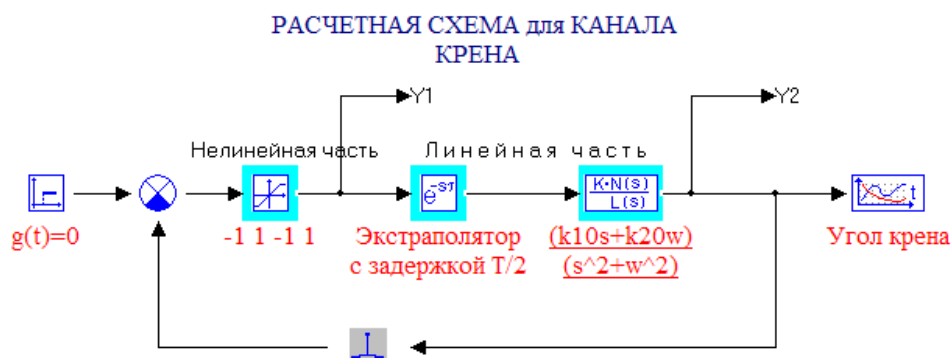 РАСЧЕТНАЯ СХЕМА для КАНАЛА
КРЕНА
Y1
Y2
Нелинейная часть
Линейная часть
e^-sτ
K·N(s)
L(s)
t
g(t)=0
-1 1 -1 1
Экстраполятор
с задержкой T/2
(k10s+k20w)
(s^2+w^2)
Угол крена